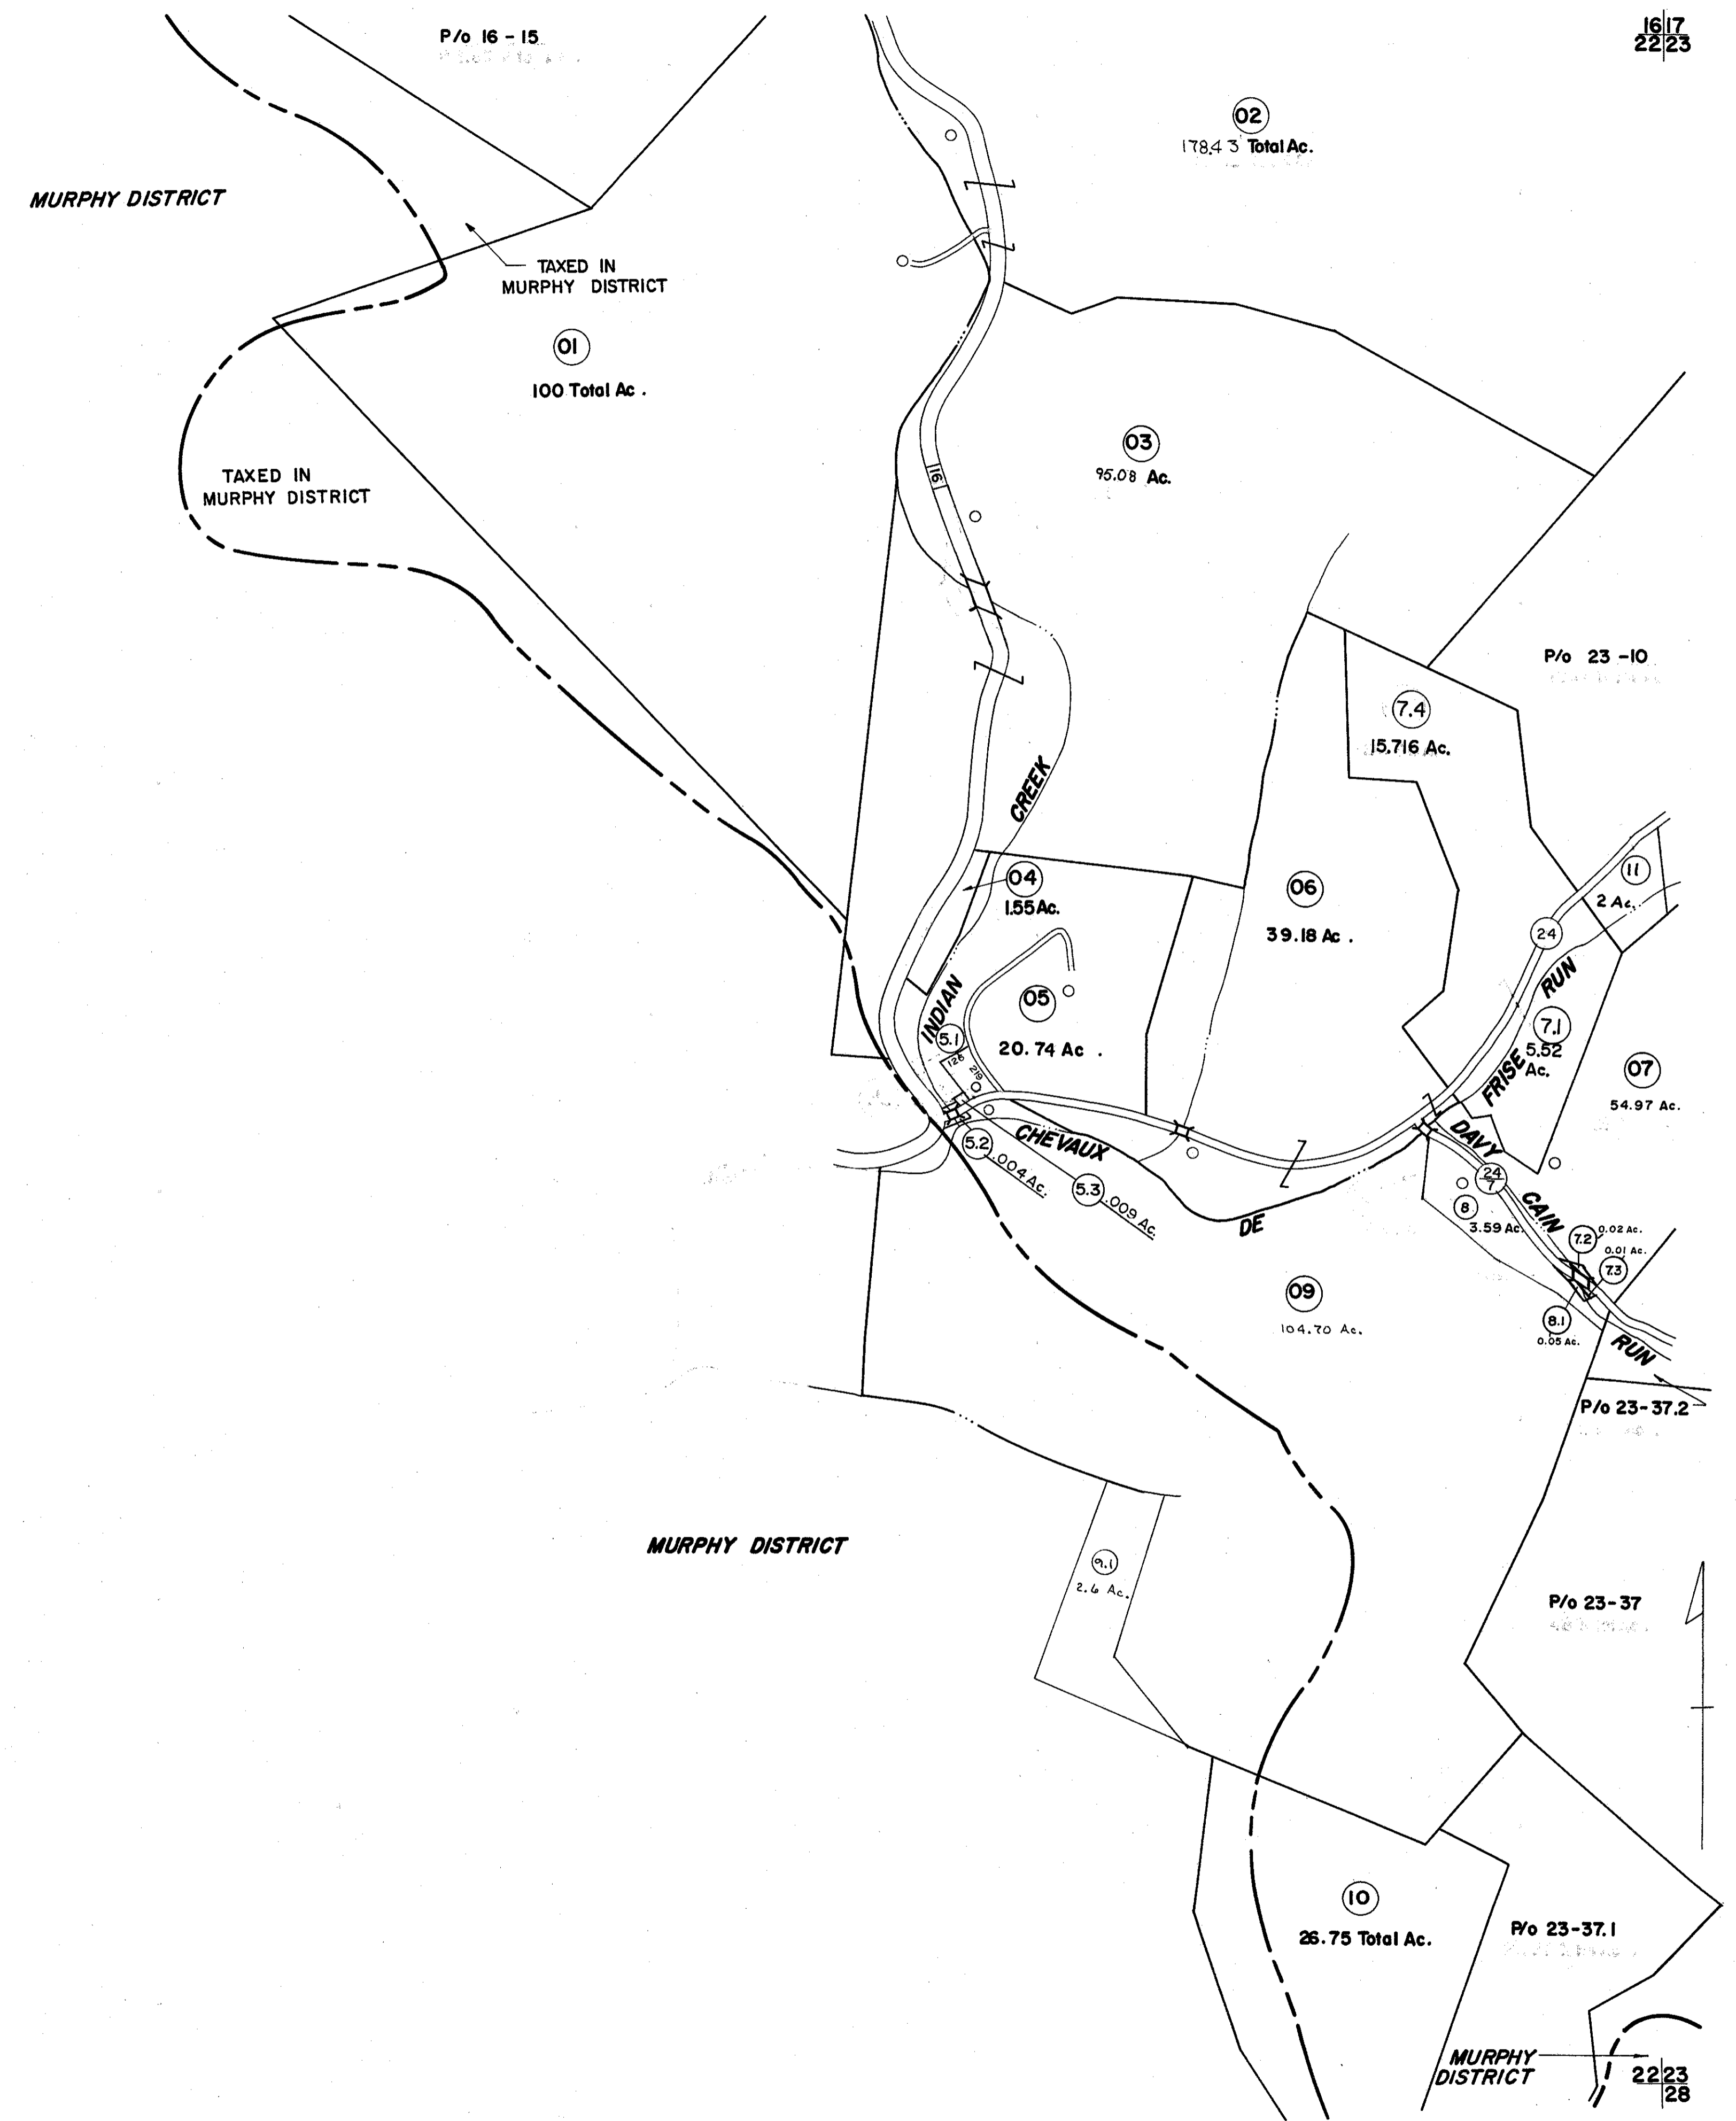 P/o 16 - 15
16 17
22 23
02
178.43 Total Ac.
MURPHY DISTRICT
TAXED IN
MURPHY DISTRICT
01
100 Total Ac .
03
95.08 Ac.
16
TAXED IN
MURPHY DISTRICT
P/o 23 -10
7.4
15.716 Ac.
CREEK
04
1.55 Ac.
06
39.18 Ac .
11
2 Ac.
24
RUN
INDIAN
05
20.74 Ac .
5.1
126
219
7.1
5.52
Ac.
FRISE
07
54.97 Ac.
CHEVAUX
5.2
.004 Ac.
5.3
.009 Ac.
DE
DAVY
24
7
8
3.59 Ac.
CAIN
7.2
0.02 Ac.
0.01 Ac.
7.3
8.1
0.05 Ac.
RUN
09
104.70 Ac.
P/o 23-37.2
MURPHY DISTRICT
9.1
2.6 Ac.
P/o 23-37
10
26.75 Total Ac.
P/o 23-37.1
MURPHY
DISTRICT
22 23
28